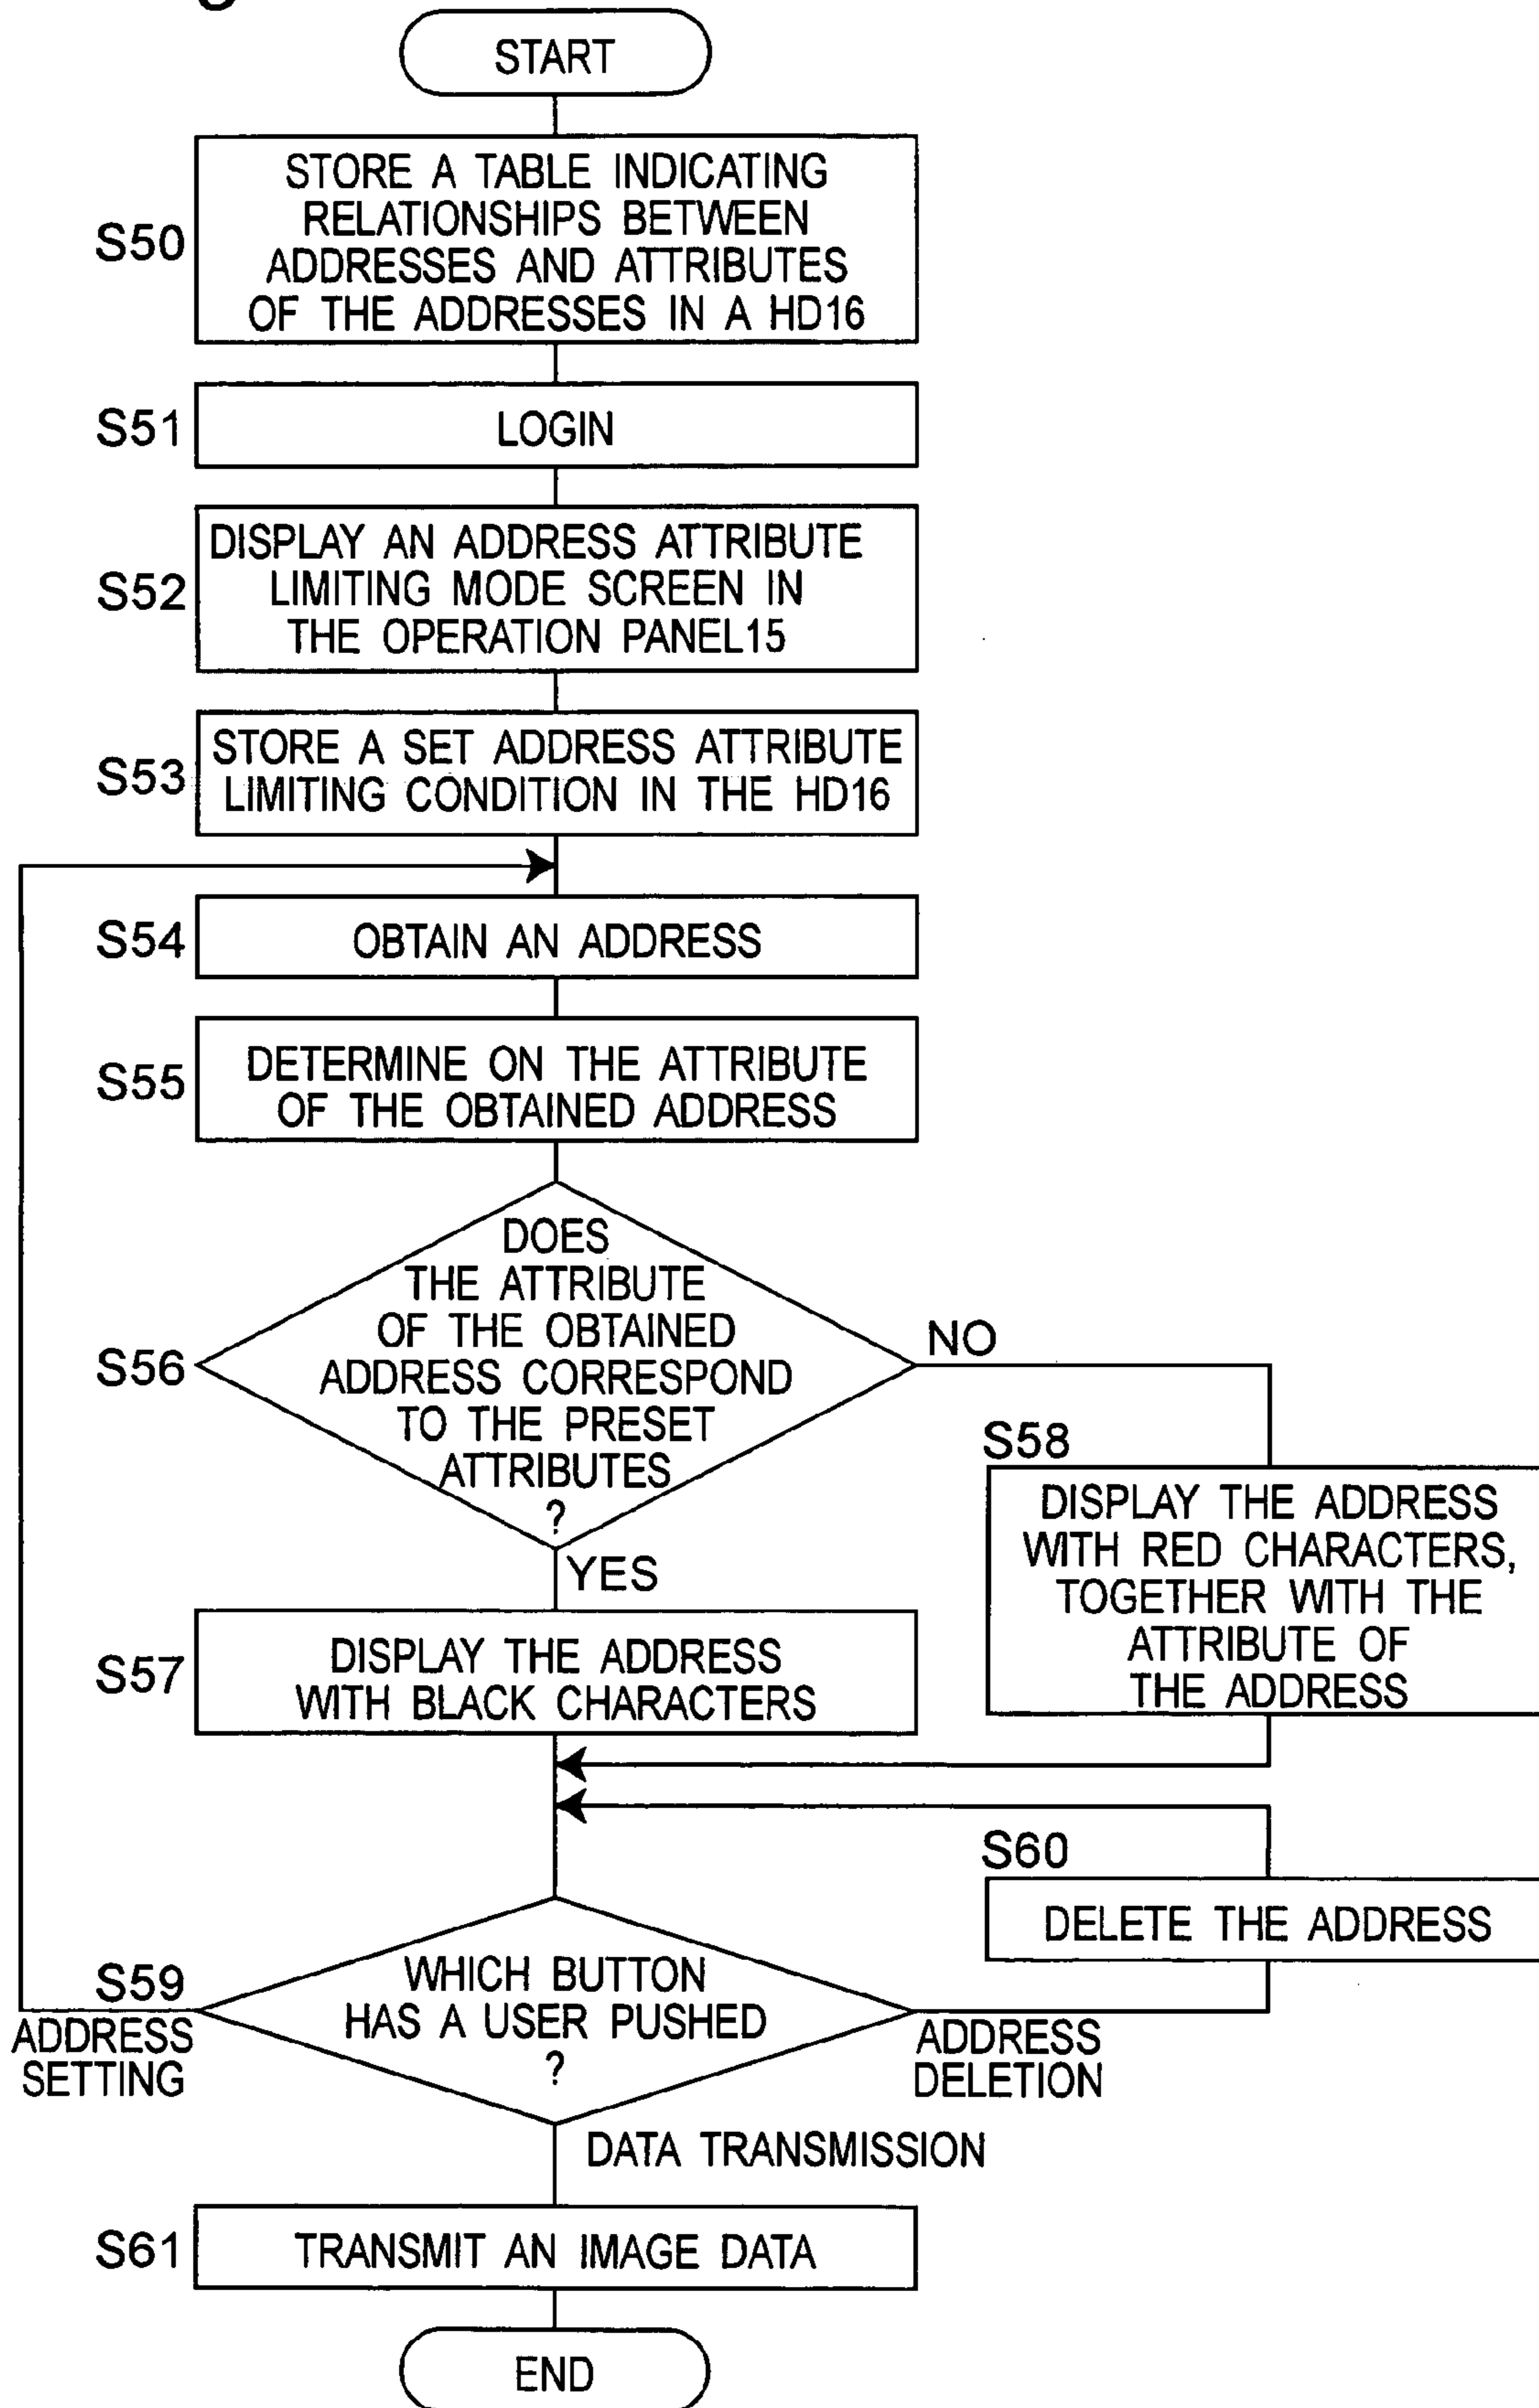 START
S50
STORE A TABLE INDICATING
RELATIONSHIPS BETWEEN
ADDRESSES AND ATTRIBUTES
OF THE ADDRESSES IN A HD16
S51
LOGIN
S52
DISPLAY AN ADDRESS ATTRIBUTE
LIMITING MODE SCREEN IN
THE OPERATION PANEL15
S53
STORE A SET ADDRESS ATTRIBUTE
LIMITING CONDITION IN THE HD16
S54
OBTAIN AN ADDRESS
S55
DETERMINE ON THE ATTRIBUTE
OF THE OBTAINED ADDRESS
S56
DOES
THE ATTRIBUTE
OF THE OBTAINED
ADDRESS CORRESPOND
TO THE PRESET
ATTRIBUTES
?
NO
YES
S58
DISPLAY THE ADDRESS
WITH RED CHARACTERS,
TOGETHER WITH THE
ATTRIBUTE OF
THE ADDRESS
S57
DISPLAY THE ADDRESS
WITH BLACK CHARACTERS
S60
DELETE THE ADDRESS
S59
WHICH BUTTON
HAS A USER PUSHED
?
ADDRESS
SETTING
ADDRESS
DELETION
DATA TRANSMISSION
S61
TRANSMIT AN IMAGE DATA
END